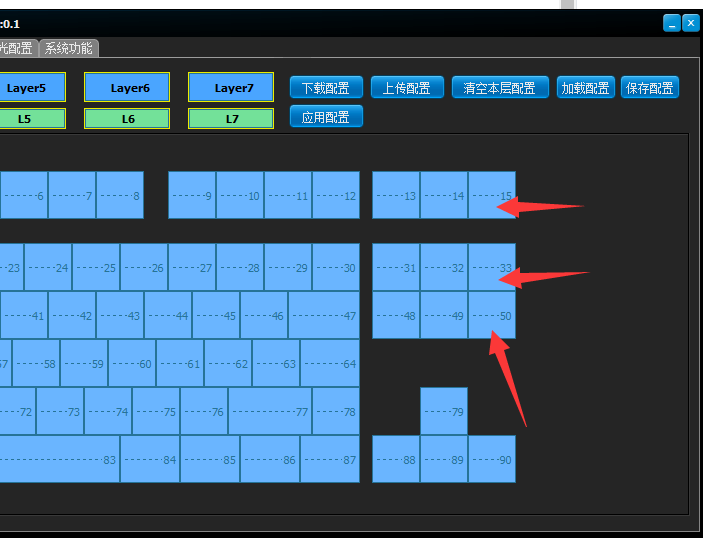 :0.1
光配置 系统功能
Layer5 Layer6 Layer7 下载配置 上传配置 清空本层配置 加载配置 保存配置
L5 L6 L7 应用配置
-----6 -----7 -----8 -----9 -----10 -----11 -----12 -----13 -----14 -----15
-----23 -----24 -----25 -----26 -----27 -----28 -----29 -----30 -----31 -----32 -----33
-----41 -----42 -----43 -----44 -----45 -----46 -----47 -----48 -----49 -----50
57 -----58 -----59 -----60 -----61 -----62 -----63 -----64
-----72 -----73 -----74 -----75 -----76 -----77 -----78 -----79
-----83 -----84 -----85 -----86 -----87 -----88 -----89 -----90